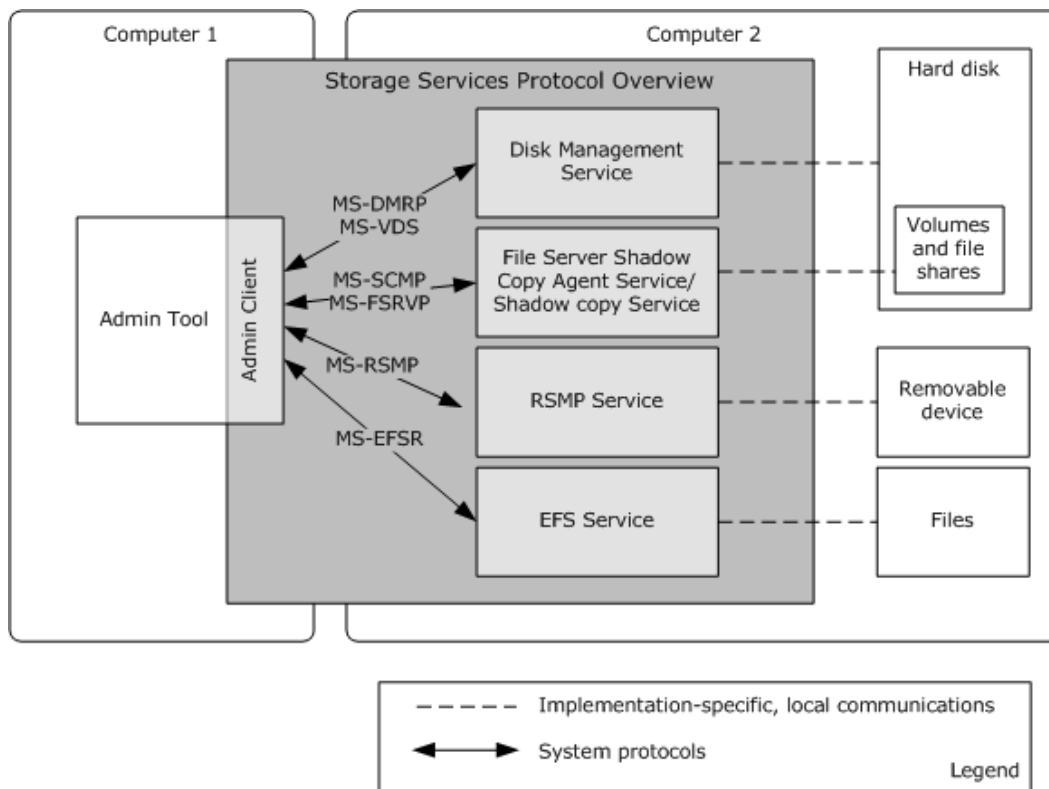 Computer 1
Computer 2
Storage Services Protocol Overview
Hard disk
Disk Management
Service
MS-DMRP
MS-VDS
Volumes
and file
shares
File Server Shadow
Copy Agent Service/
Shadow copy Service
MS-SCMP
MS-FSRVP
Admin Tool
Admin Client
MS-RSMP
RSMP Service
Removable
device
MS-EFSR
EFS Service
Files
Implementation-specific, local communications
System protocols
Legend